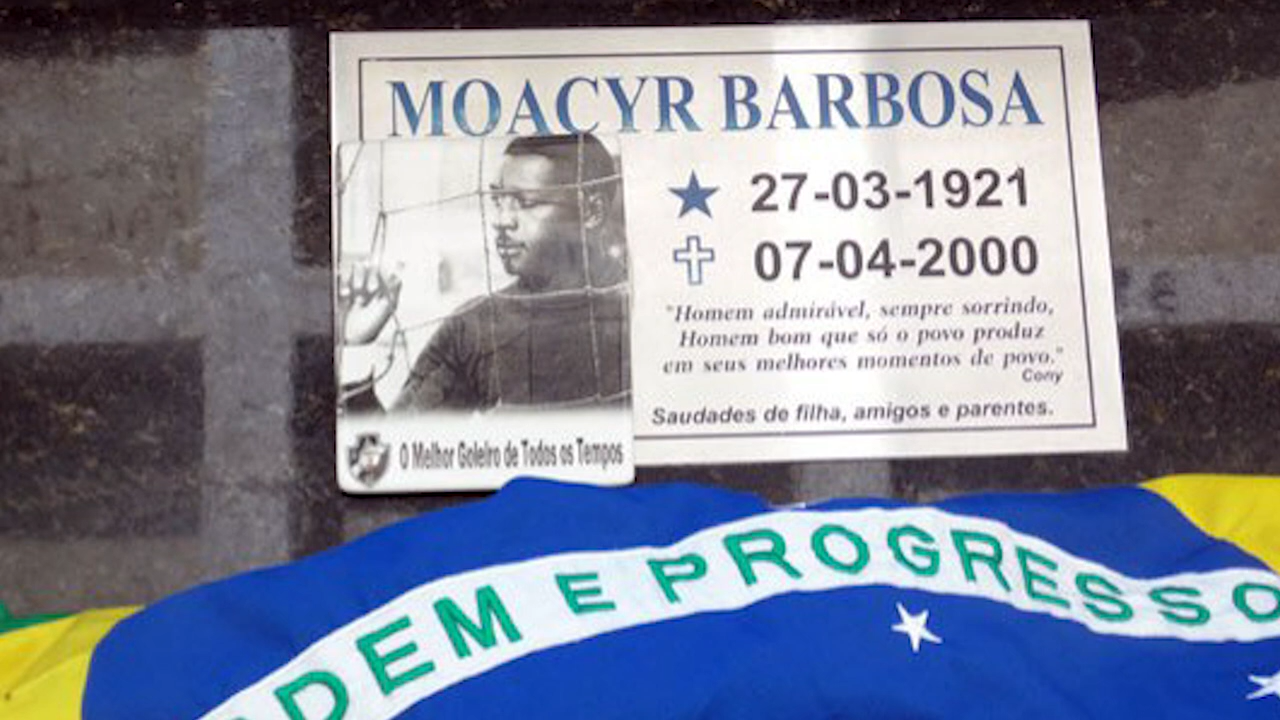 MOACYR BARBOSA
27-03-1921
07-04-2000
"Homem admirável, sempre sorrindo,
Homem bom que só o povo produz
em seus melhores momentos de povo."
Cony
Saudades de filha, amigos e parentes.
O Melhor Goleiro de Todos os Tempos
DEM E PROGRESSO